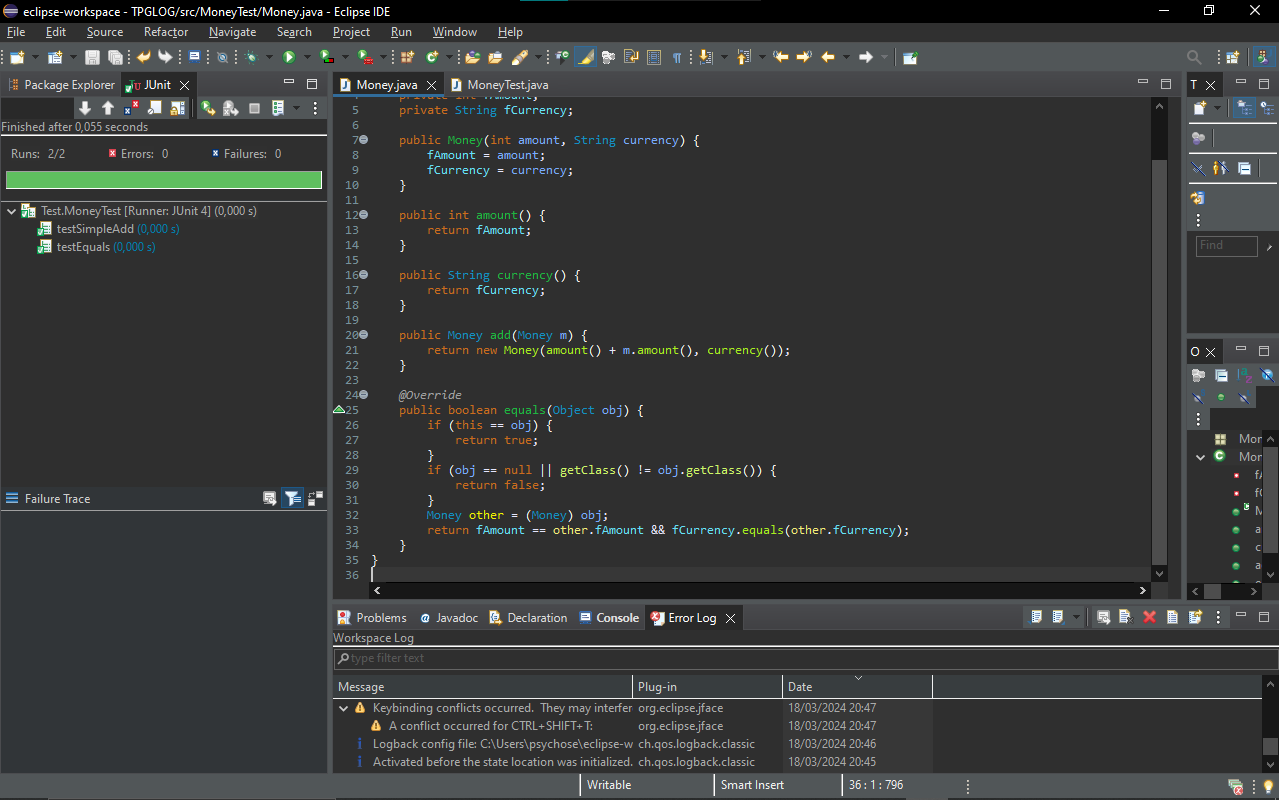 eclipse-workspace - TPGLOG/src/MoneyTest/Money.java - Eclipse IDE
File Edit Source Refactor Navigate Search Project Run Window Help
Package Explorer JUnit
Finished after 0,055 seconds
Runs: 2/2 Errors: 0 Failures: 0
Test.MoneyTest [Runner: JUnit 4] (0,000 s)
testSimpleAdd (0,000 s)
testEquals (0,000 s)
Failure Trace
Money.java MoneyTest.java
5 private String fCurrency;
6
7 public Money(int amount, String currency) {
8 fAmount = amount;
9 fCurrency = currency;
10 }
11
12 public int amount() {
13 return fAmount;
14 }
15
16 public String currency() {
17 return fCurrency;
18 }
19
20 public Money add(Money m) {
21 return new Money(amount() + m.amount(), currency());
22 }
23
24 @Override
25 public boolean equals(Object obj) {
26 if (this == obj) {
27 return true;
28 }
29 if (obj == null || getClass() != obj.getClass()) {
30 return false;
31 }
32 Money other = (Money) obj;
33 return fAmount == other.fAmount && fCurrency.equals(other.fCurrency);
34 }
35 }
36
T
Find
O
Mon
Mon
Problems Javadoc Declaration Console Error Log
Workspace Log
type filter text
Message Plug-in Date
Keybinding conflicts occurred. They may interfer org.eclipse.jface 18/03/2024 20:47
A conflict occurred for CTRL+SHIFT+T: org.eclipse.jface 18/03/2024 20:47
Logback config file: C:\Users\psychose\eclipse-w ch.qos.logback.classic 18/03/2024 20:46
Activated before the state location was initialized. ch.qos.logback.classic 18/03/2024 20:45
Writable Smart Insert 36 : 1 : 796